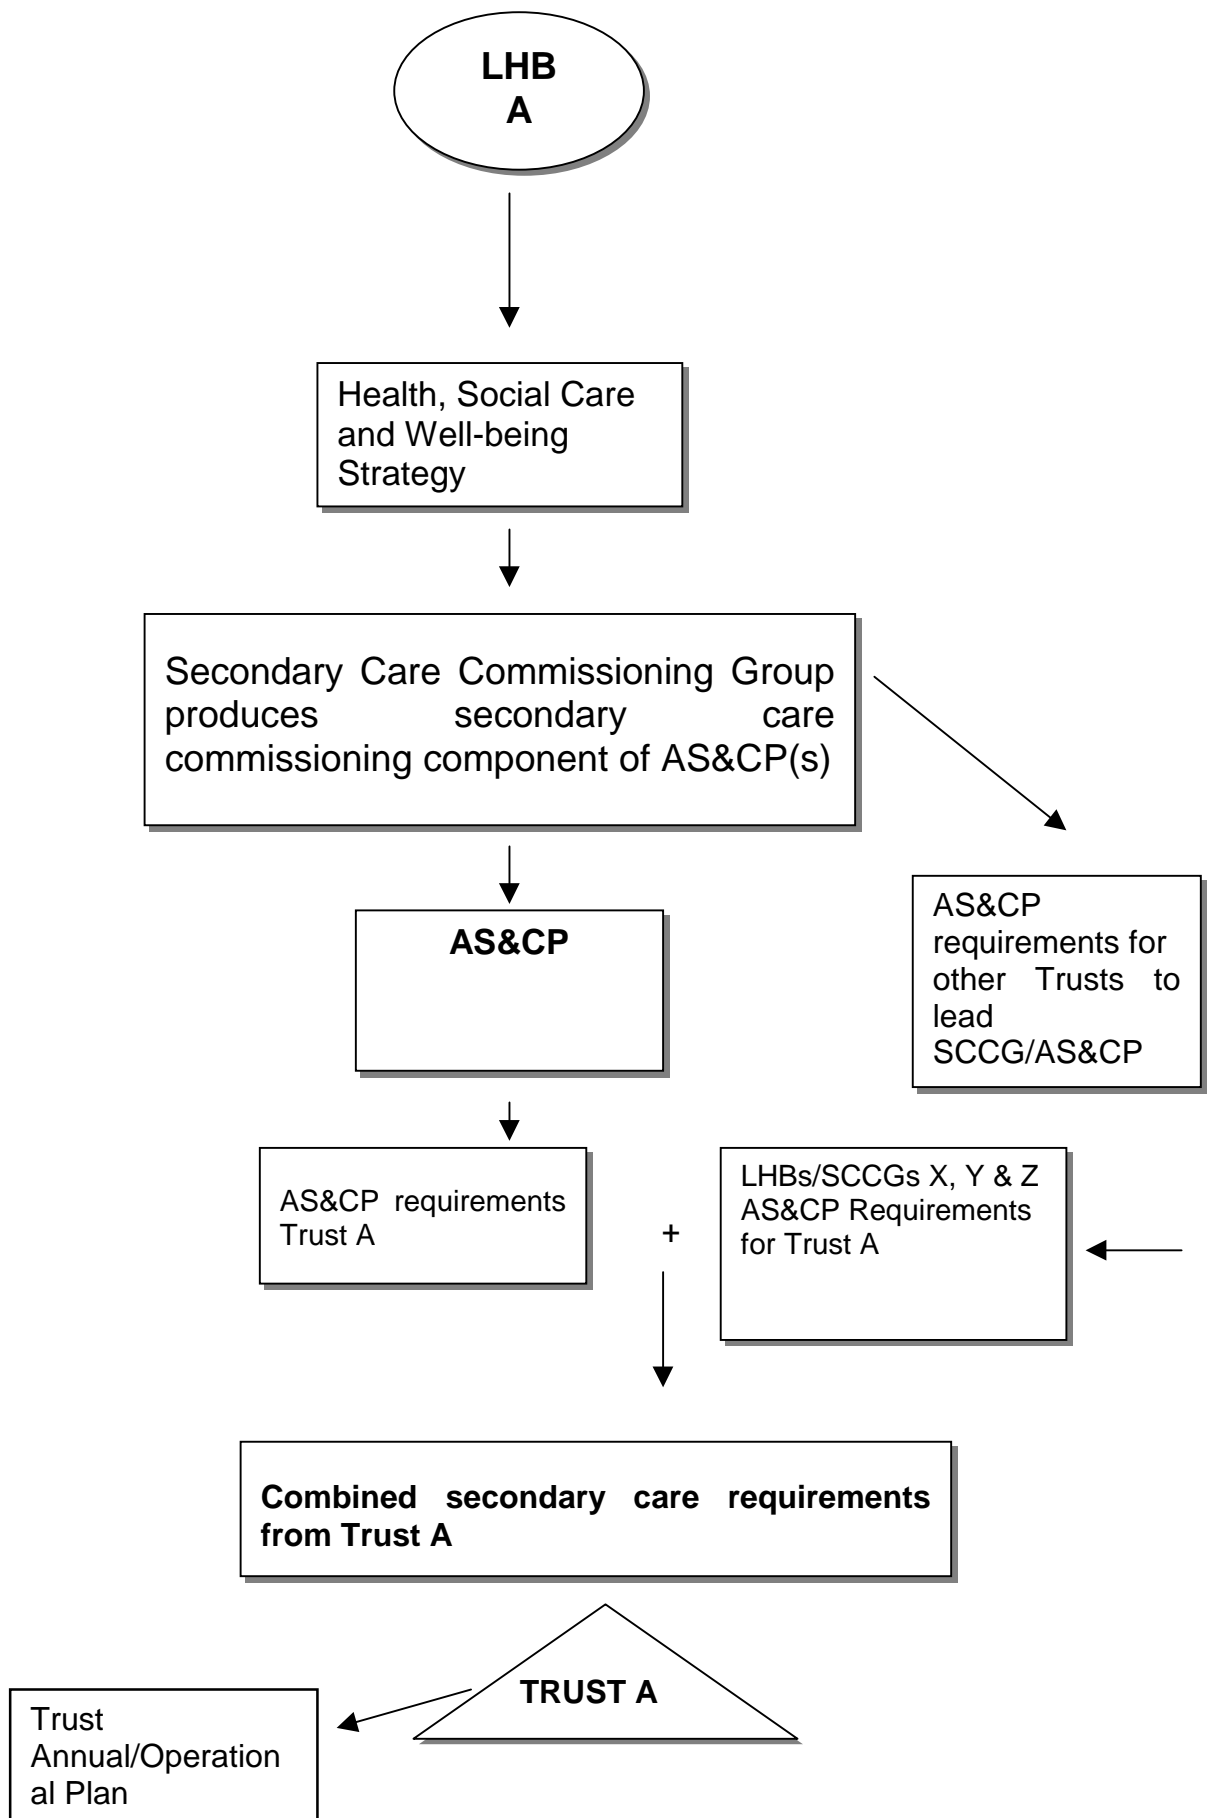 LHB
A
Health, Social Care
and Well-being
Strategy
Secondary Care Commissioning Group
produces secondary care
commissioning component of AS&CP(s)
AS&CP
AS&CP
requirements for
other Trusts to
lead
SCCG/AS&CP
AS&CP requirements
Trust A
+
LHBs/SCCGs X, Y & Z
AS&CP Requirements
for Trust A
Combined secondary care requirements
from Trust A
TRUST A
Trust
Annual/Operation
al Plan